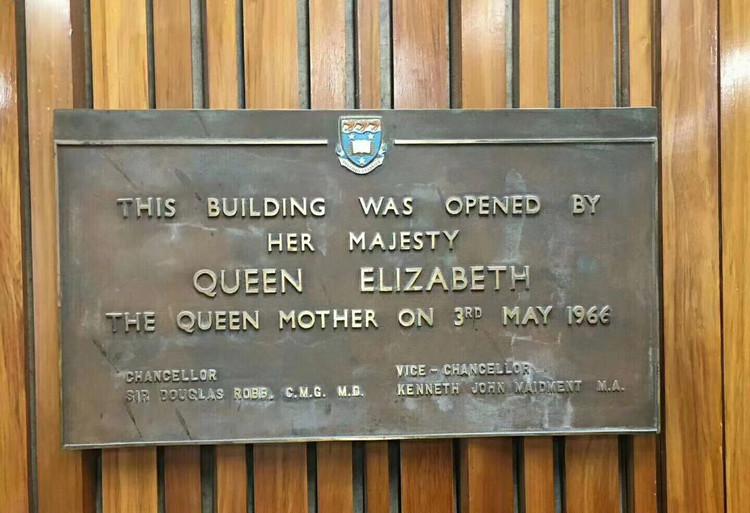 THIS BUILDING WAS OPENED BY
HER MAJESTY
QUEEN ELIZABETH
THE QUEEN MOTHER ON 3RD MAY 1966
CHANCELLOR
SIR DOUGLAS ROBB, C.M.G. M.D.
VICE-CHANCELLOR
KENNETH JOHN MAIDMENT M.A.